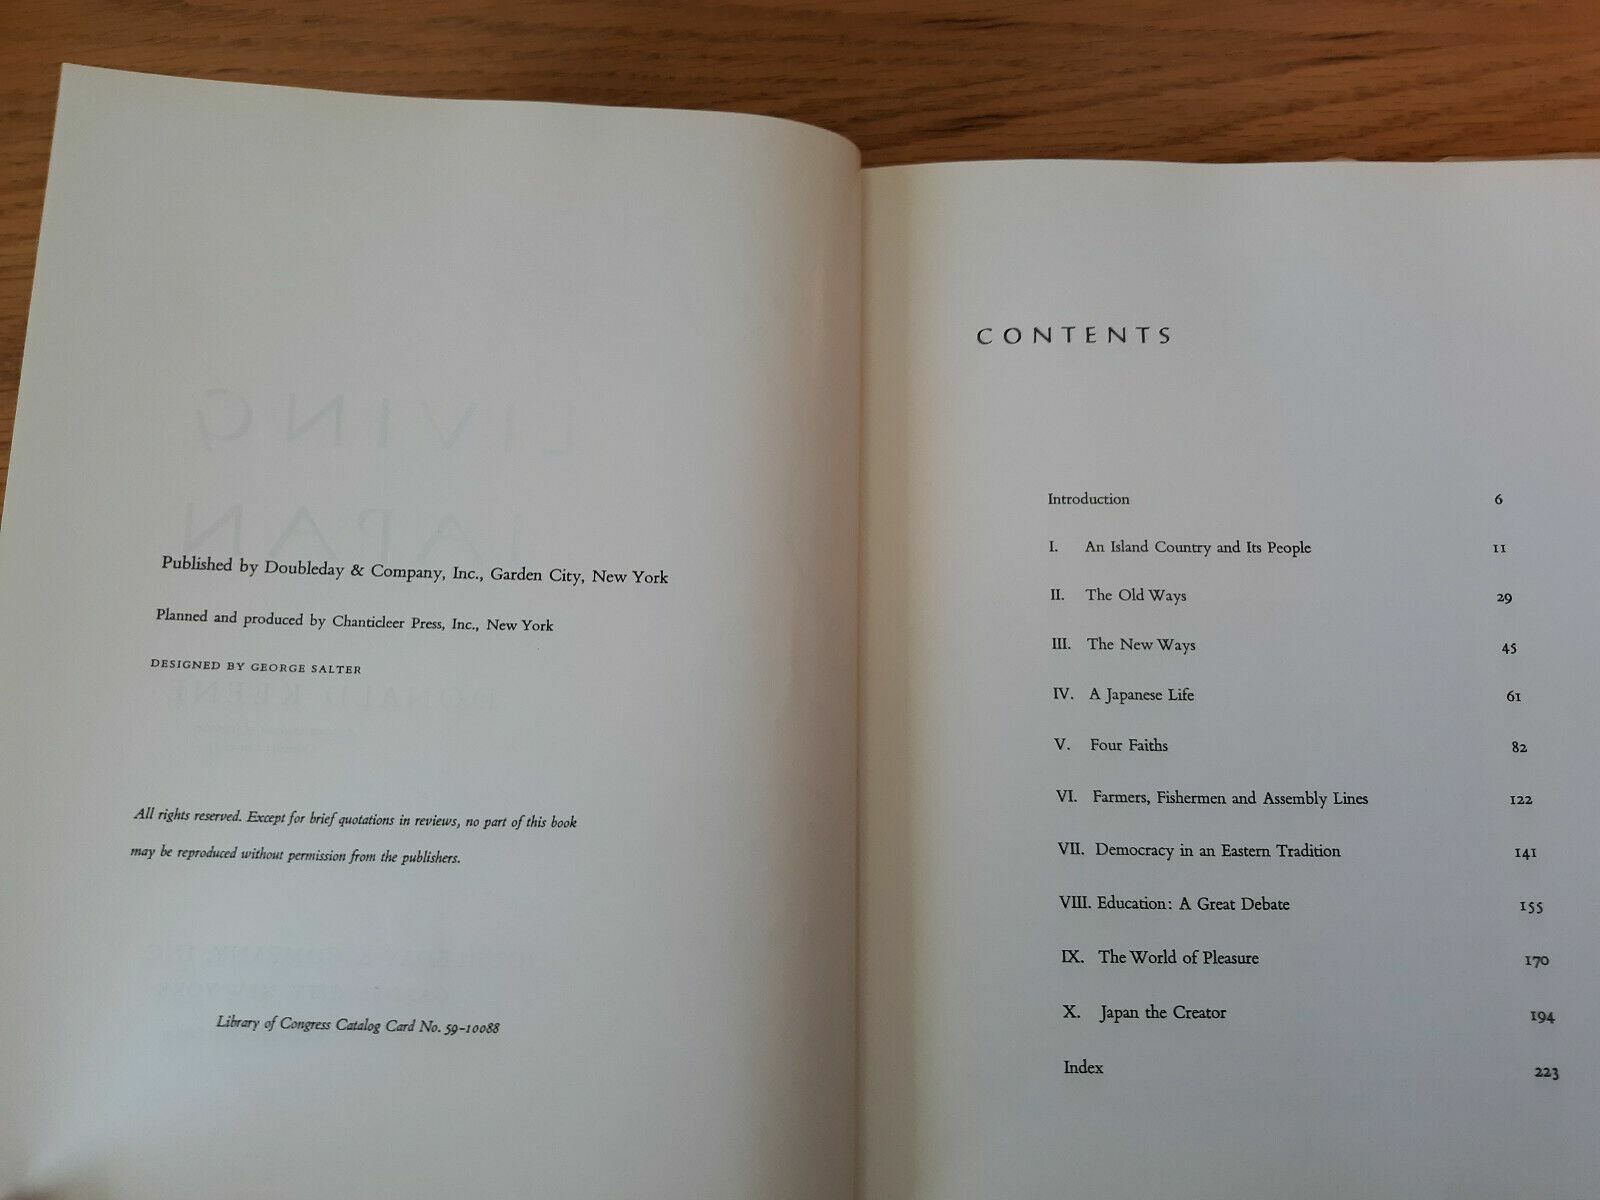 LIVING
JAPAN
Published by Doubleday & Company, Inc., Garden City, New York
Planned and produced by Chanticleer Press, Inc., New York
DESIGNED BY GEORGE SALTER
DONALD KEENE
All rights reserved. Except for brief quotations in reviews, no part of this book
may be reproduced without permission from the publishers.
Library of Congress Catalog Card No. 59-10088
CONTENTS
Introduction 6
I. An Island Country and Its People 11
II. The Old Ways 29
III. The New Ways 45
IV. A Japanese Life 61
V. Four Faiths 82
VI. Farmers, Fishermen and Assembly Lines 122
VII. Democracy in an Eastern Tradition 141
VIII. Education: A Great Debate 155
IX. The World of Pleasure 170
X. Japan the Creator 194
Index 223